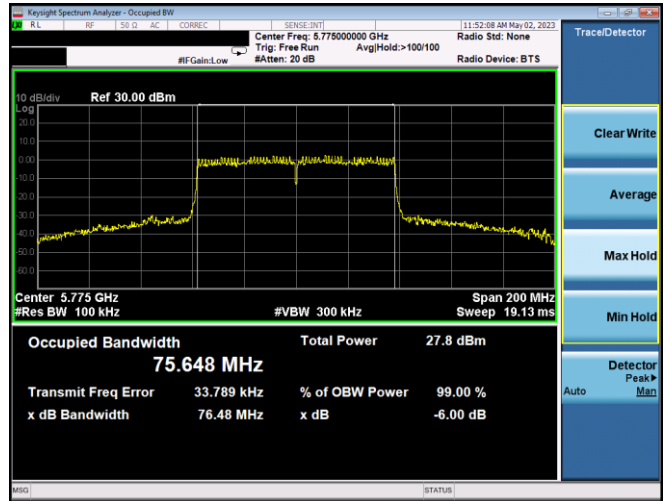 Keysight Spectrum Analyzer - Occupied BW
RL RF 50 Ω AC CORREC SENSE:INT 11:52:08 AM May 02, 2023
Center Freq: 5.775000000 GHz Radio Std: None
Trig: Free Run Avg|Hold:>100/100
#IFGain:Low #Atten: 20 dB Radio Device: BTS
10 dB/div Ref 30.00 dBm
Log
20.0
10.0
0.00
-10.0
-20.0
-30.0
-40.0
-50.0
-60.0
Center 5.775 GHz Span 200 MHz
#Res BW 100 kHz #VBW 300 kHz Sweep 19.13 ms
Occupied Bandwidth Total Power 27.8 dBm
75.648 MHz
Transmit Freq Error 33.789 kHz % of OBW Power 99.00 %
x dB Bandwidth 76.48 MHz x dB -6.00 dB
MSG STATUS
Trace/Detector
Clear Write
Average
Max Hold
Min Hold
Detector
Peak▶
Auto Man